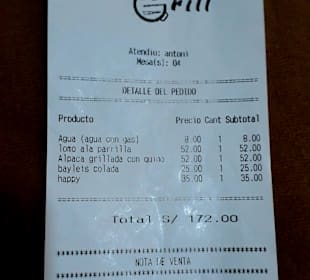 Grill
Atendio: antoni
Mesa(s): 04
DETALLE DEL PEDIDO
Producto Precio Cant Subtotal
Agua (agua con gas) 8.00 1 8.00
lomo ala parrilla 52.00 1 52.00
Alpaca grillada con quino 52.00 1 52.00
bayleis colada 25.00 1 25.00
happy 35.00 1 35.00
Total S/ 172.00
NOTA DE VENTA